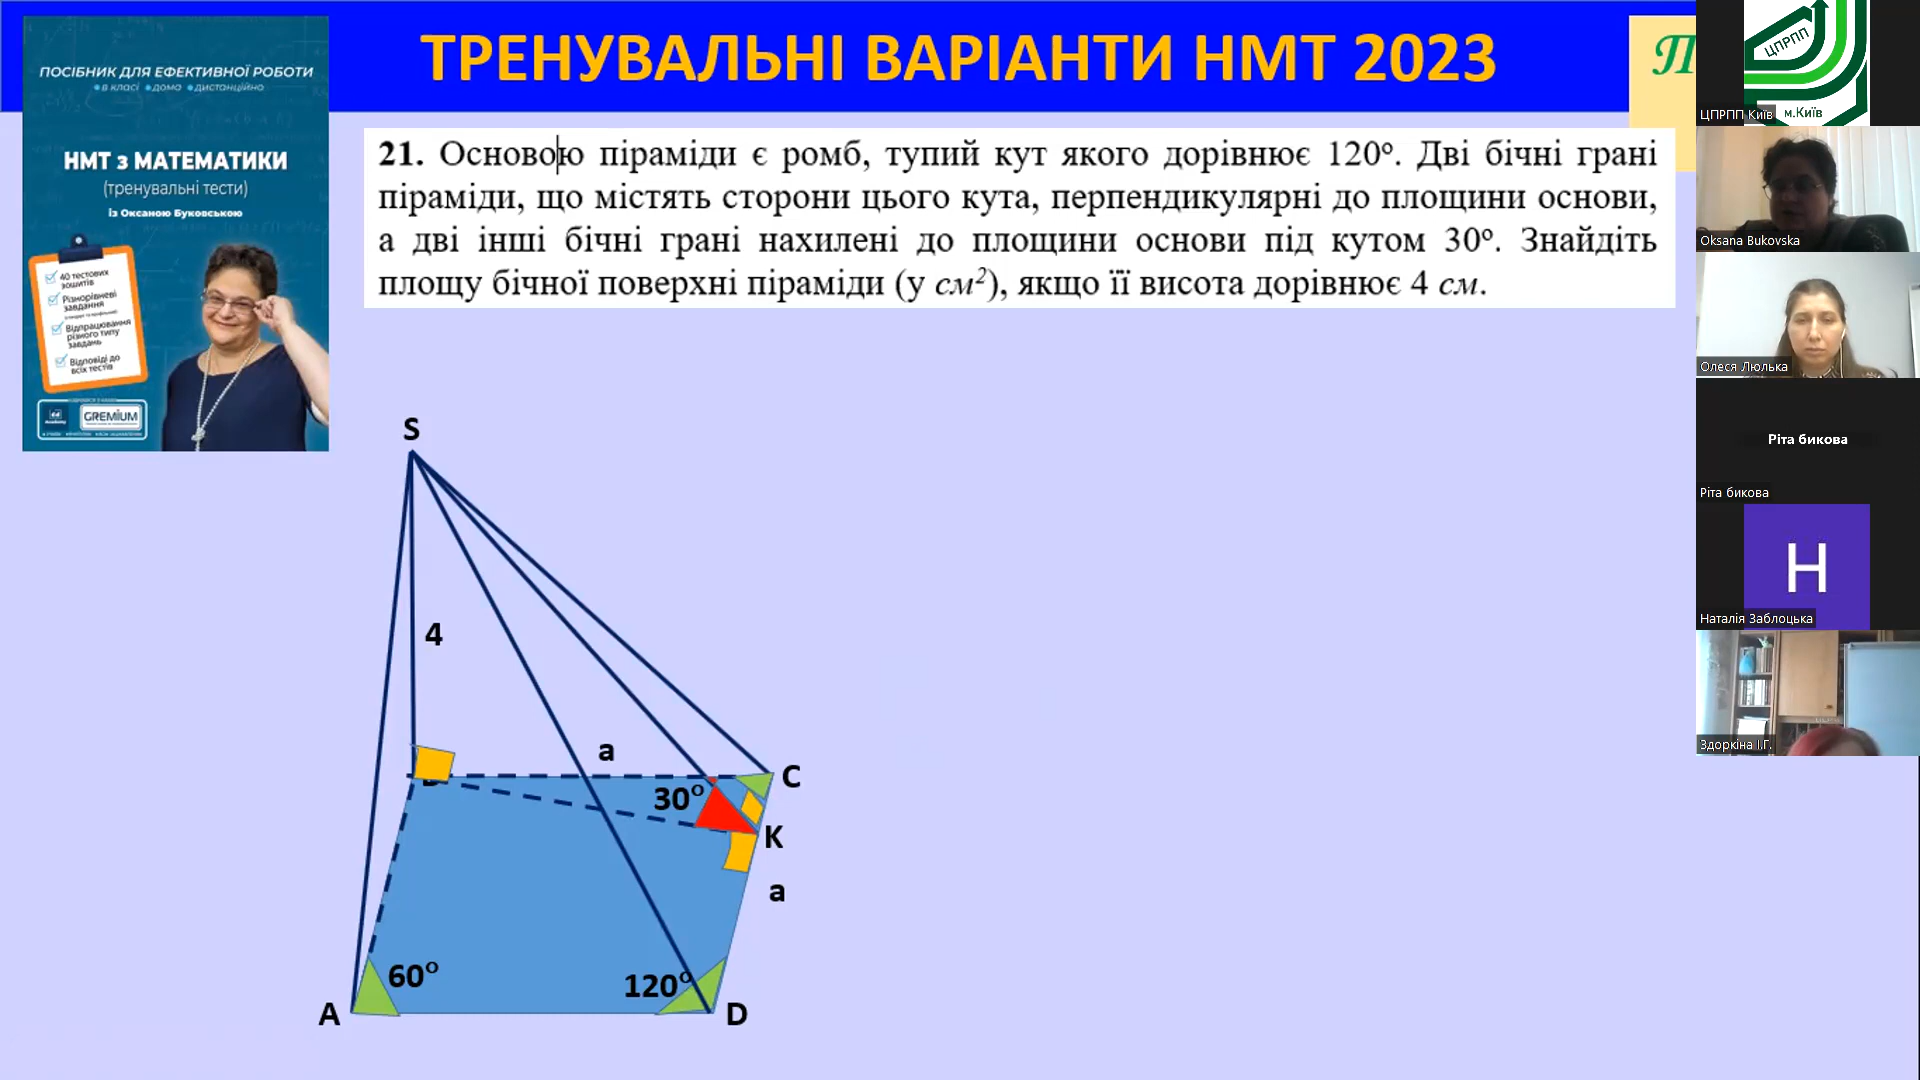 ПОСІБНИК ДЛЯ ЕФЕКТИВНОЇ РОБОТИ
в класі дома дистанційно
НМТ з МАТЕМАТИКИ
(тренувальні тести)
із Оксаною Буковською
40 тестових зошитів
Різнорівневі завдання
Відпрацювання різного типу завдань
Відповіді до всіх тестів
GREMIUM
ТРЕНУВАЛЬНІ ВАРІАНТИ НМТ 2023
П
21. Основою піраміди є ромб, тупий кут якого дорівнює 120°. Дві бічні грані
піраміди, що містять сторони цього кута, перпендикулярні до площини основи,
а дві інші бічні грані нахилені до площини основи під кутом 30°. Знайдіть
площу бічної поверхні піраміди (у см²), якщо її висота дорівнює 4 см.
S
4
a
C
30°
K
a
60°
120°
A
D
ЦПРПП
м.Київ
ЦПРПП Київ
Oksana Bukovska
Олеся Люлька
Ріта бикова
Ріта бикова
Н
Наталія Заблоцька
Здоркіна І.Г.